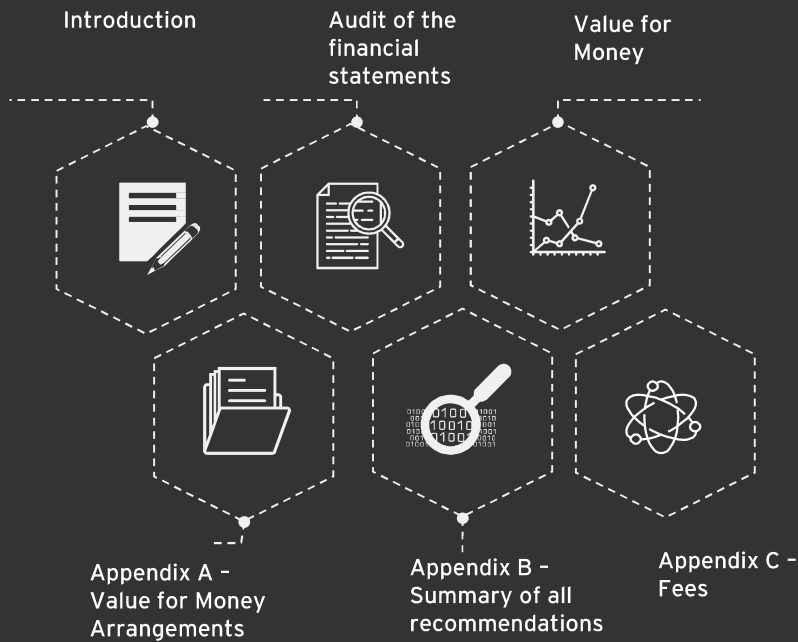 Introduction
Audit of the
financial
statements
Value for
Money
Appendix A –
Value for Money
Arrangements
Appendix B –
Summary of all
recommendations
Appendix C –
Fees